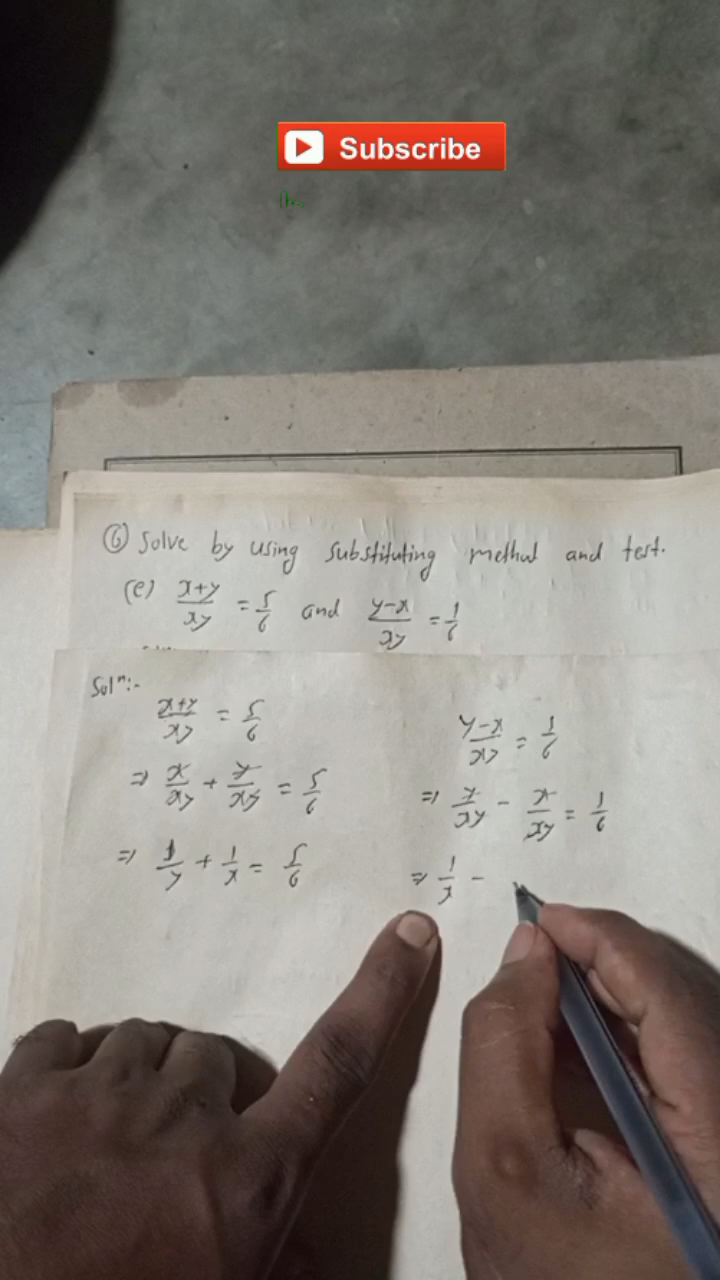 Subscribe
⑥ Solve by using substituting methud and test.
(e) x+y/xy = 5/6 and y-x/xy = 1/6
Solⁿ:-
x+y/xy = 5/6
y-x/xy = 1/6
⇒ x/xy + y/xy = 5/6
⇒ y/xy - x/xy = 1/6
⇒ 1/y + 1/x = 5/6
⇒ 1/x -